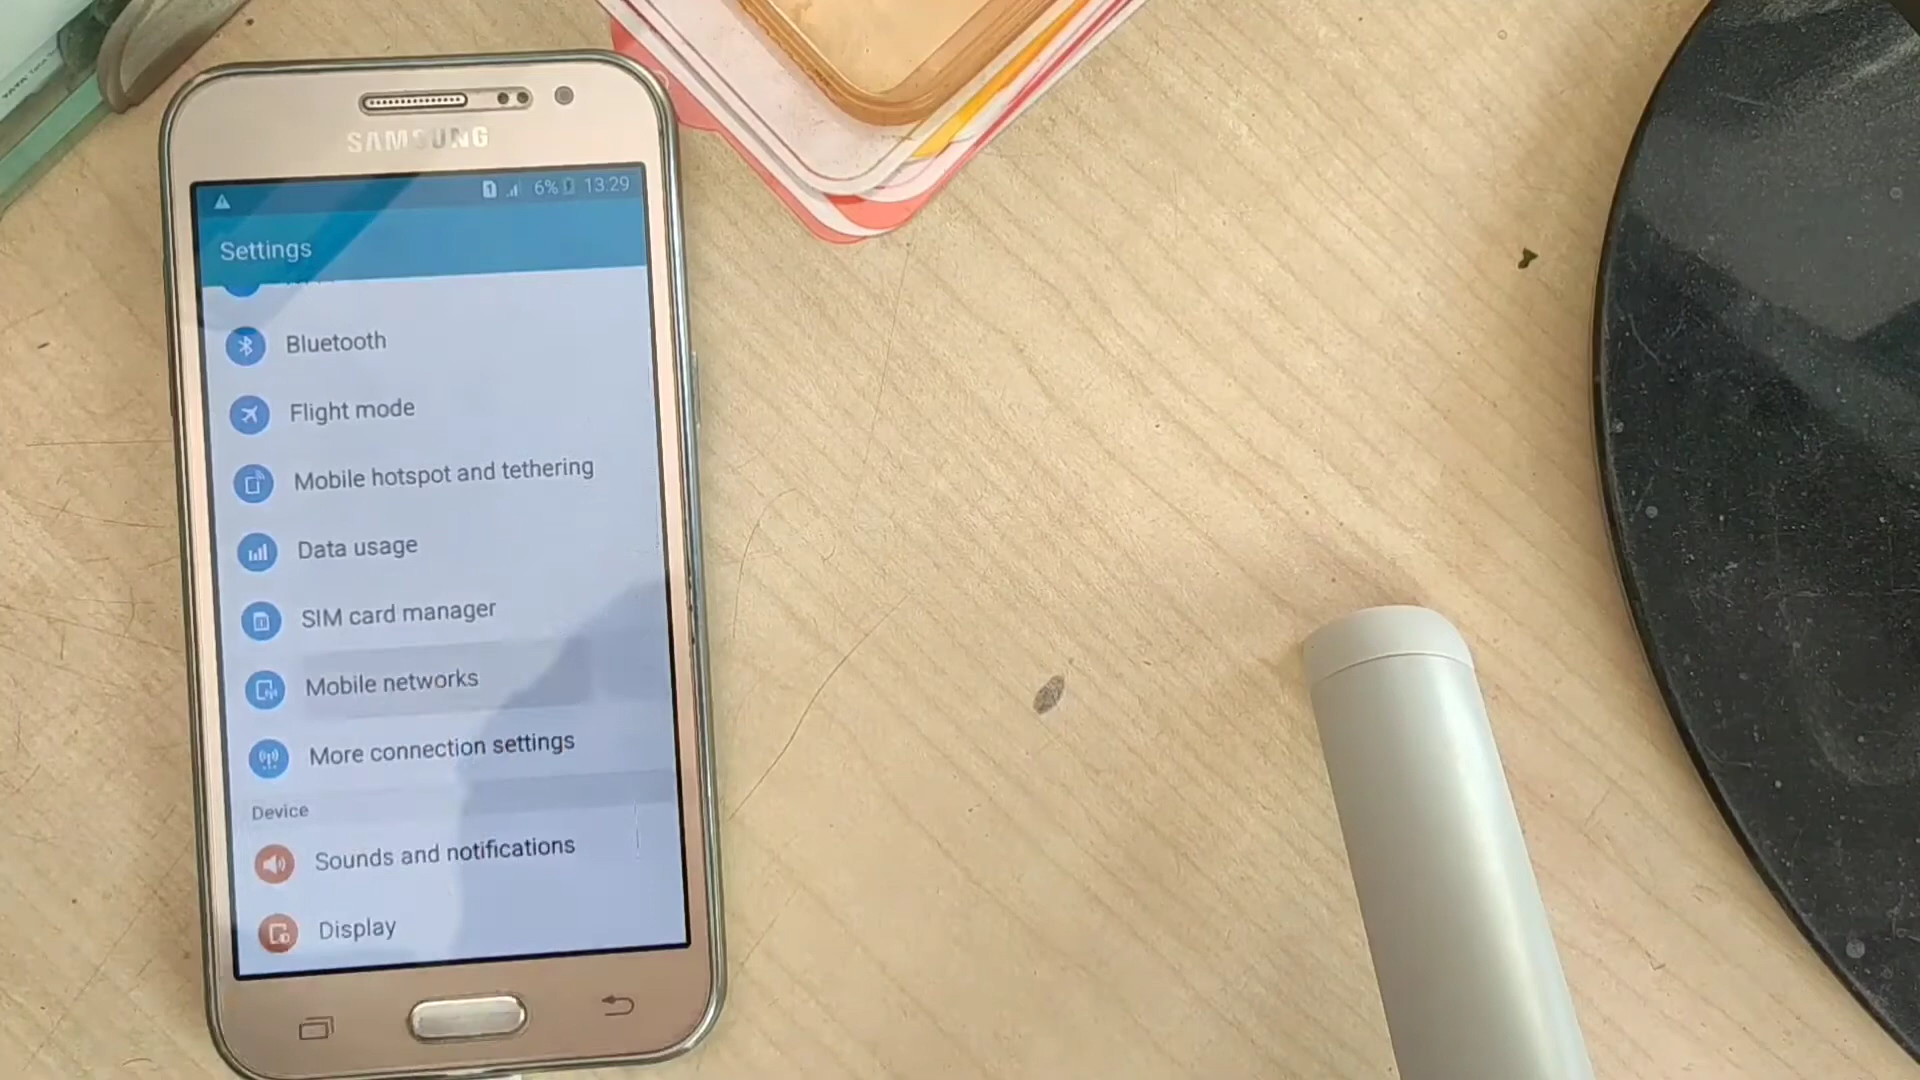 SAMSUNG
1 6% 13:29
Settings
Bluetooth
Flight mode
Mobile hotspot and tethering
Data usage
SIM card manager
Mobile networks
More connection settings
Device
Sounds and notifications
Display